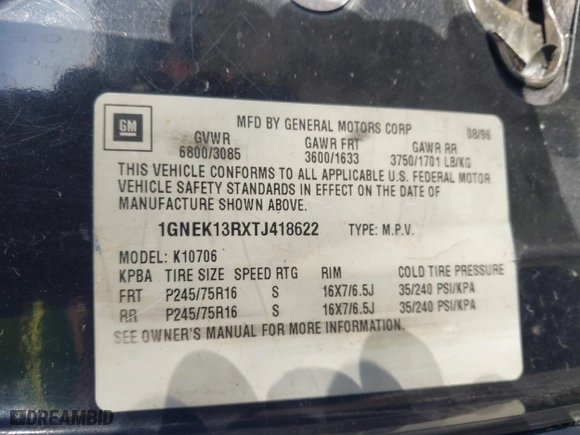 GM
MFD BY GENERAL MOTORS CORP 08/96
GVWR GAWR FRT GAWR RR
6800/3085 3600/1633 3750/1701 LB/KG
THIS VEHICLE CONFORMS TO ALL APPLICABLE U.S. FEDERAL MOTOR
VEHICLE SAFETY STANDARDS IN EFFECT ON THE DATE OF
MANUFACTURE SHOWN ABOVE.
1GNEK13RXTJ418622 TYPE: M.P.V.
MODEL: K10706
KPBA TIRE SIZE SPEED RTG RIM COLD TIRE PRESSURE
FRT P245/75R16 S 16X7/6.5J 35/240 PSI/KPA
RR P245/75R16 S 16X7/6.5J 35/240 PSI/KPA
SEE OWNER'S MANUAL FOR MORE INFORMATION.
DREAMBID